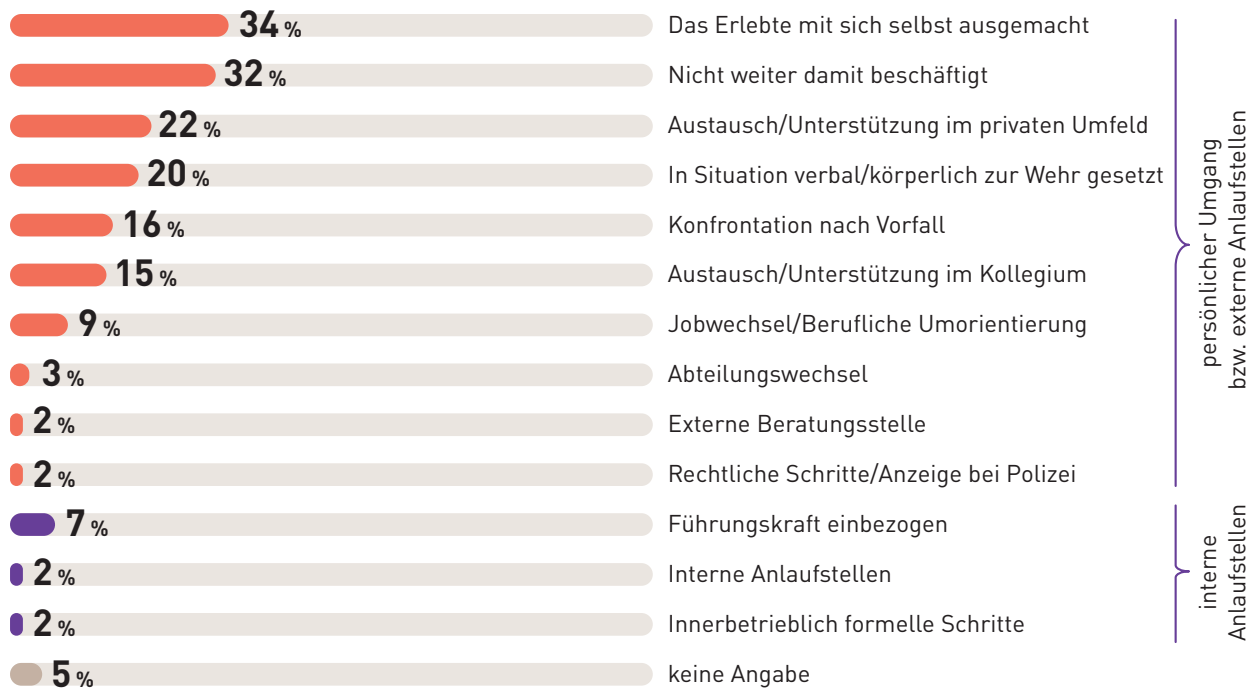 34 % Das Erlebte mit sich selbst ausgemacht
32 % Nicht weiter damit beschäftigt
22 % Austausch/Unterstützung im privaten Umfeld
20 % In Situation verbal/körperlich zur Wehr gesetzt
16 % Konfrontation nach Vorfall
15 % Austausch/Unterstützung im Kollegium
9 % Jobwechsel/Berufliche Umorientierung
3 % Abteilungswechsel
2 % Externe Beratungsstelle
2 % Rechtliche Schritte/Anzeige bei Polizei
persönlicher Umgang
bzw. externe Anlaufstellen
7 % Führungskraft einbezogen
2 % Interne Anlaufstellen
2 % Innerbetrieblich formelle Schritte
interne
Anlaufstellen
5 % keine Angabe